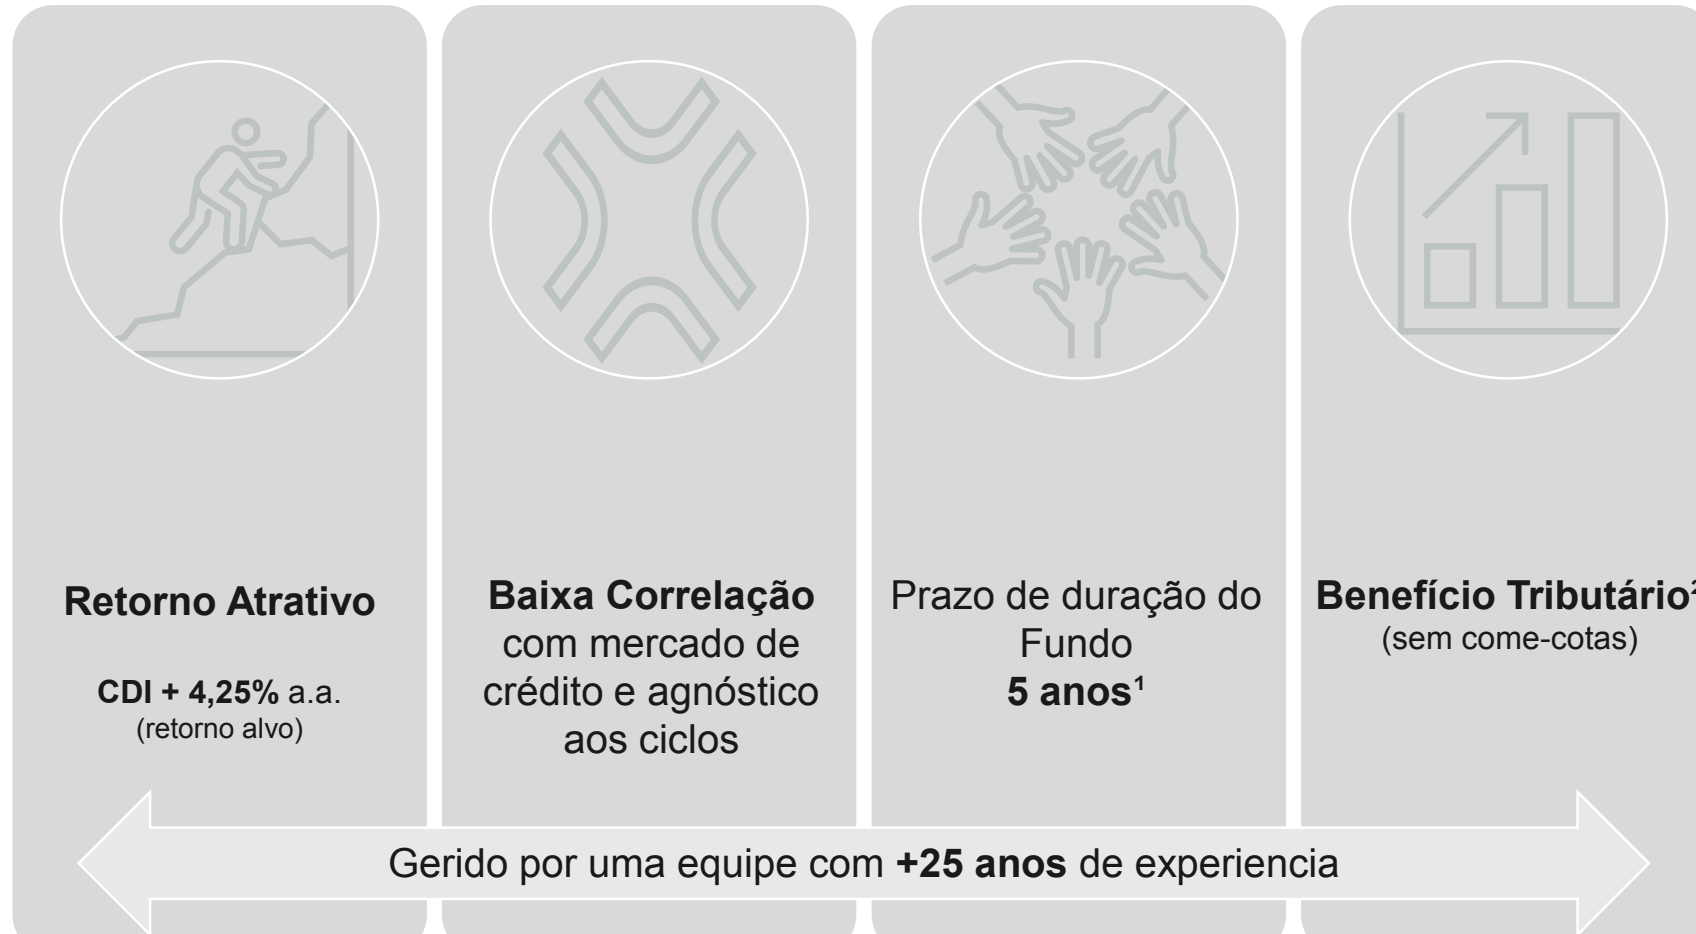 Retorno Atrativo
CDI + 4,25% a.a.
(retorno alvo)
Baixa Correlação
com mercado de
crédito e agnóstico
aos ciclos
Prazo de duração do
Fundo
5 anos¹
Benefício Tributário²
(sem come-cotas)
Gerido por uma equipe com +25 anos de experiencia